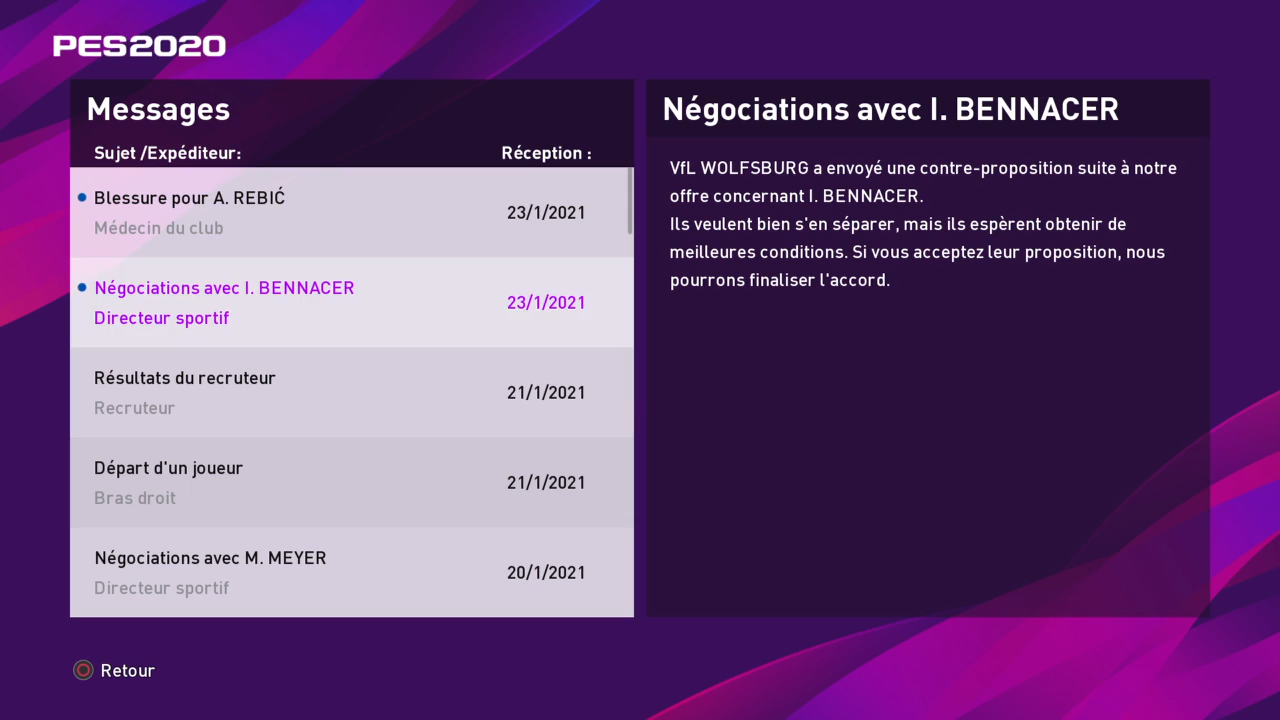 PES2020
Messages
Sujet /Expéditeur:
Réception :
Blessure pour A. REBIĆ
Médecin du club
23/1/2021
Négociations avec I. BENNACER
Directeur sportif
23/1/2021
Résultats du recruteur
Recruteur
21/1/2021
Départ d'un joueur
Bras droit
21/1/2021
Négociations avec M. MEYER
Directeur sportif
20/1/2021
Négociations avec I. BENNACER
VfL WOLFSBURG a envoyé une contre-proposition suite à notre
offre concernant I. BENNACER.
Ils veulent bien s'en séparer, mais ils espèrent obtenir de
meilleures conditions. Si vous acceptez leur proposition, nous
pourrons finaliser l'accord.
Retour